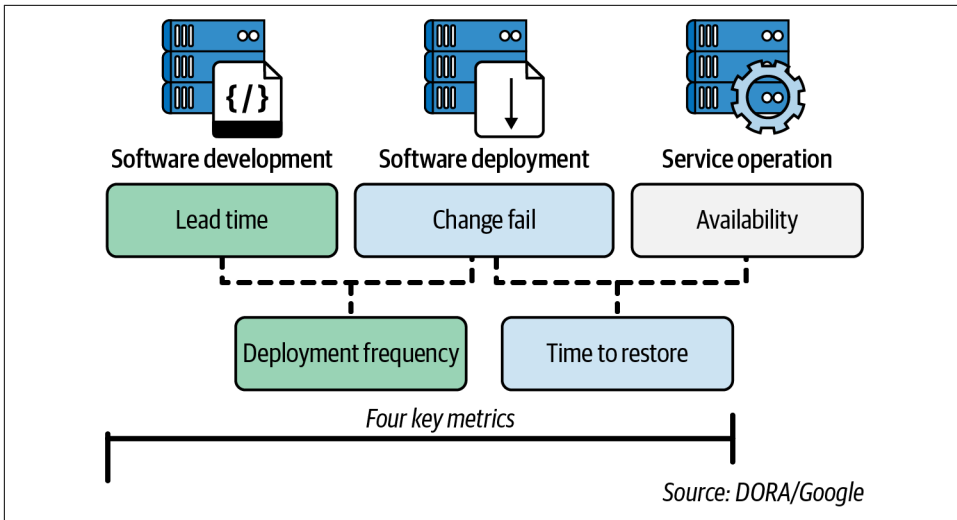 {/}
Software development
Software deployment
Service operation
Lead time
Change fail
Availability
Deployment frequency
Time to restore
Four key metrics
Source: DORA/Google